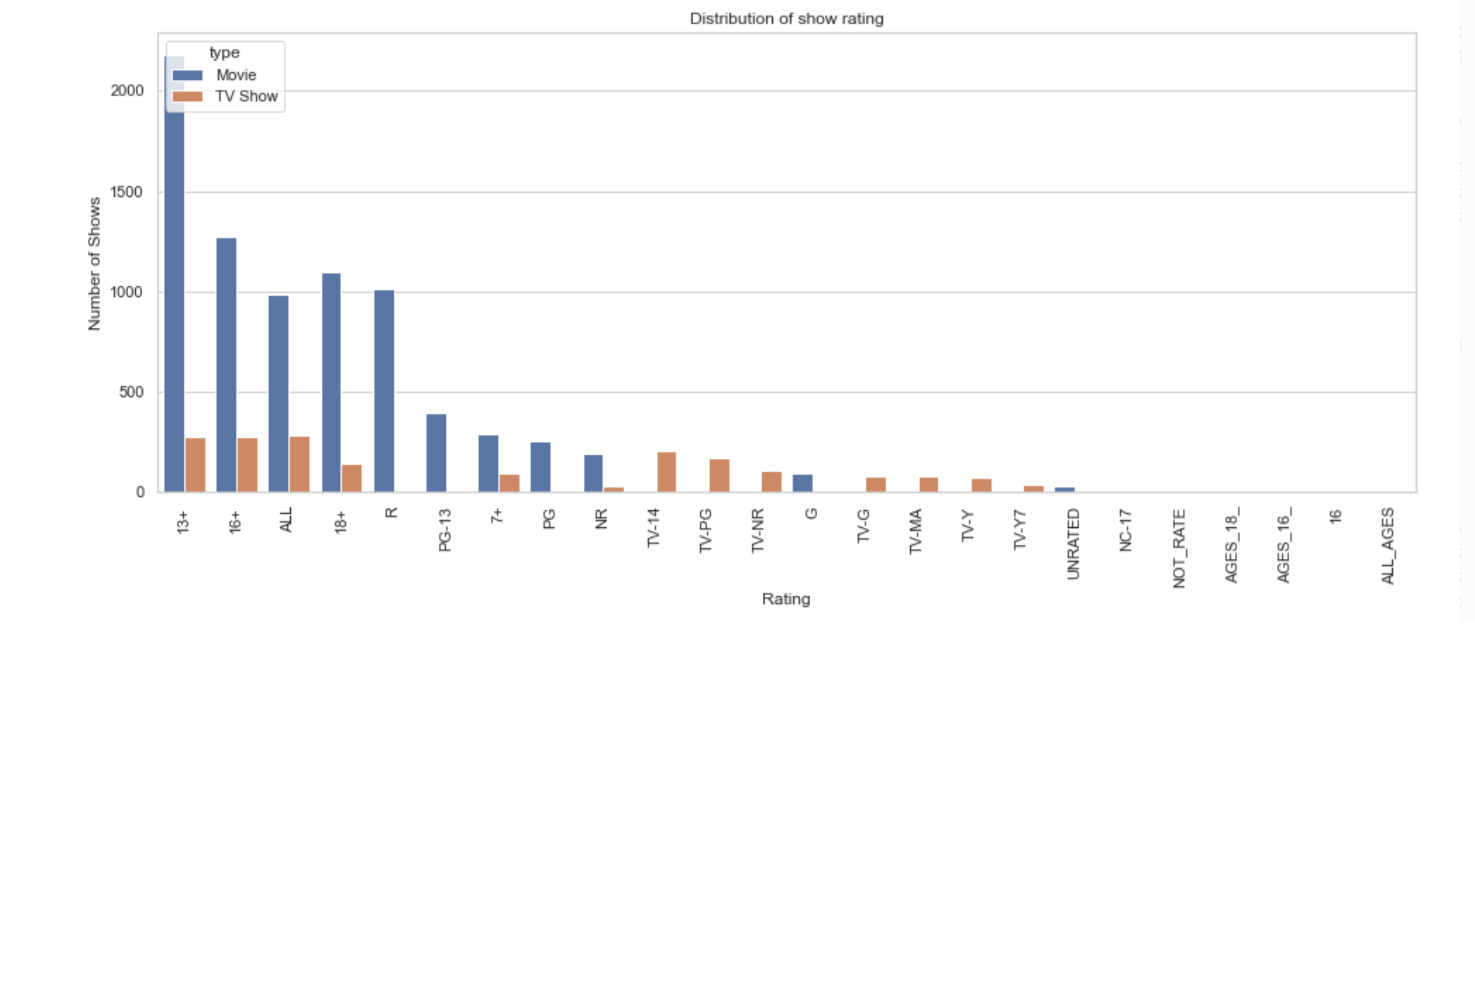 Distribution of show rating
type
Movie
TV Show
2000
1500
1000
500
0
Number of Shows
13+
16+
ALL
18+
R
PG-13
7+
PG
NR
TV-14
TV-PG
TV-NR
G
TV-G
TV-MA
TV-Y
TV-Y7
UNRATED
NC-17
NOT_RATE
AGES_18_
AGES_16_
16
ALL_AGES
Rating